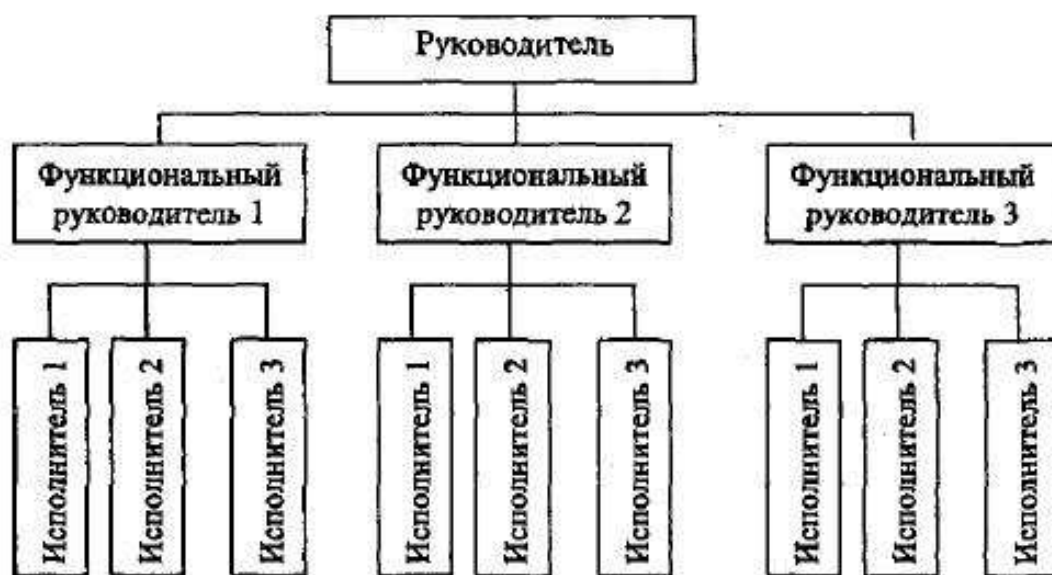 Руководитель
Функциональный
руководитель 1
Функциональный
руководитель 2
Функциональный
руководитель 3
Исполнитель 1
Исполнитель 2
Исполнитель 3
Исполнитель 1
Исполнитель 2
Исполнитель 3
Исполнитель 1
Исполнитель 2
Исполнитель 3